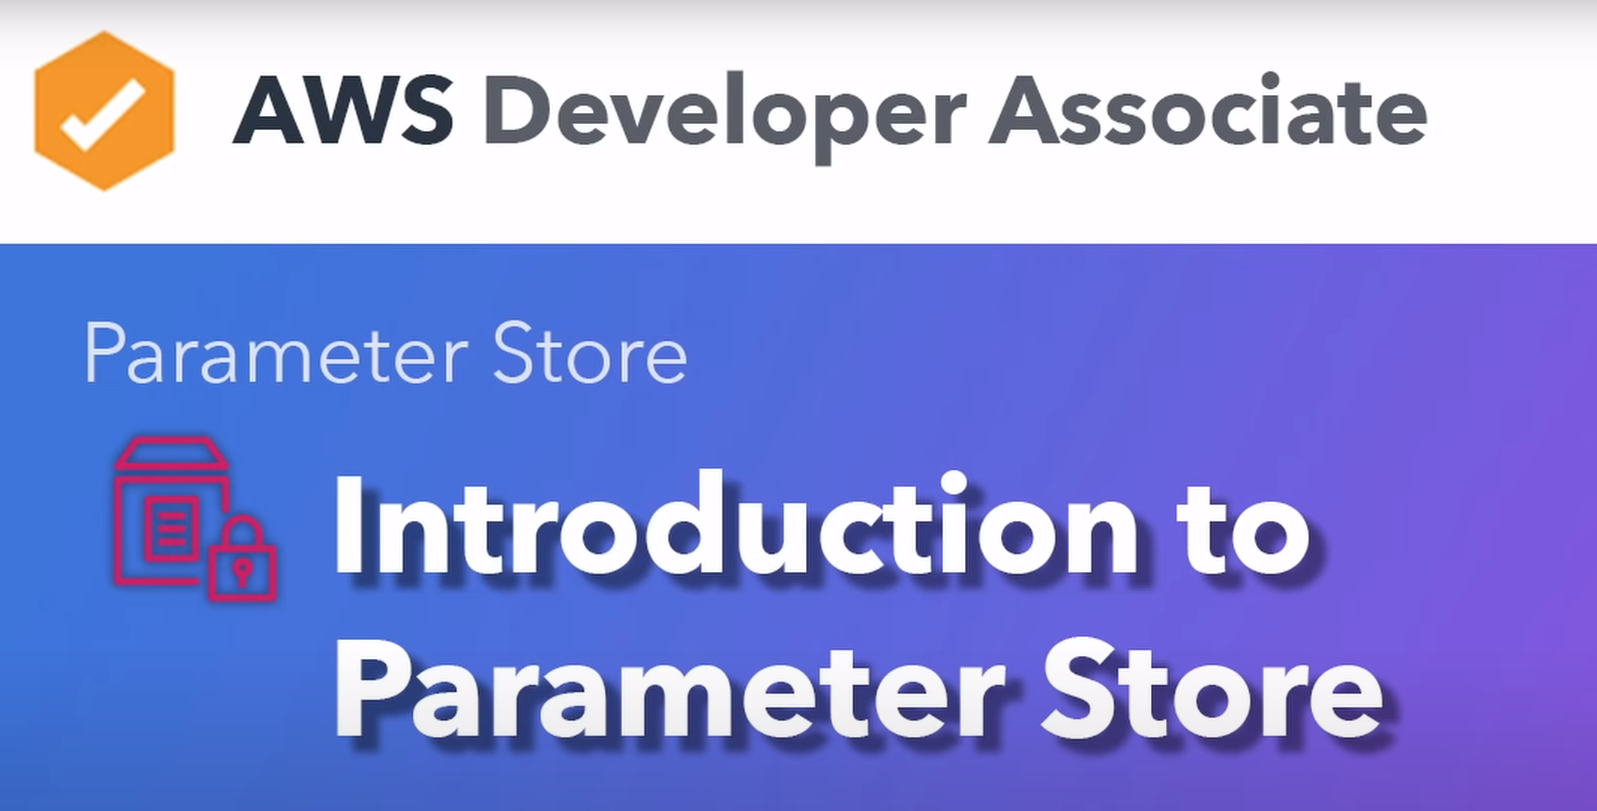 AWS Developer Associate
Parameter Store
Introduction to
Parameter Store